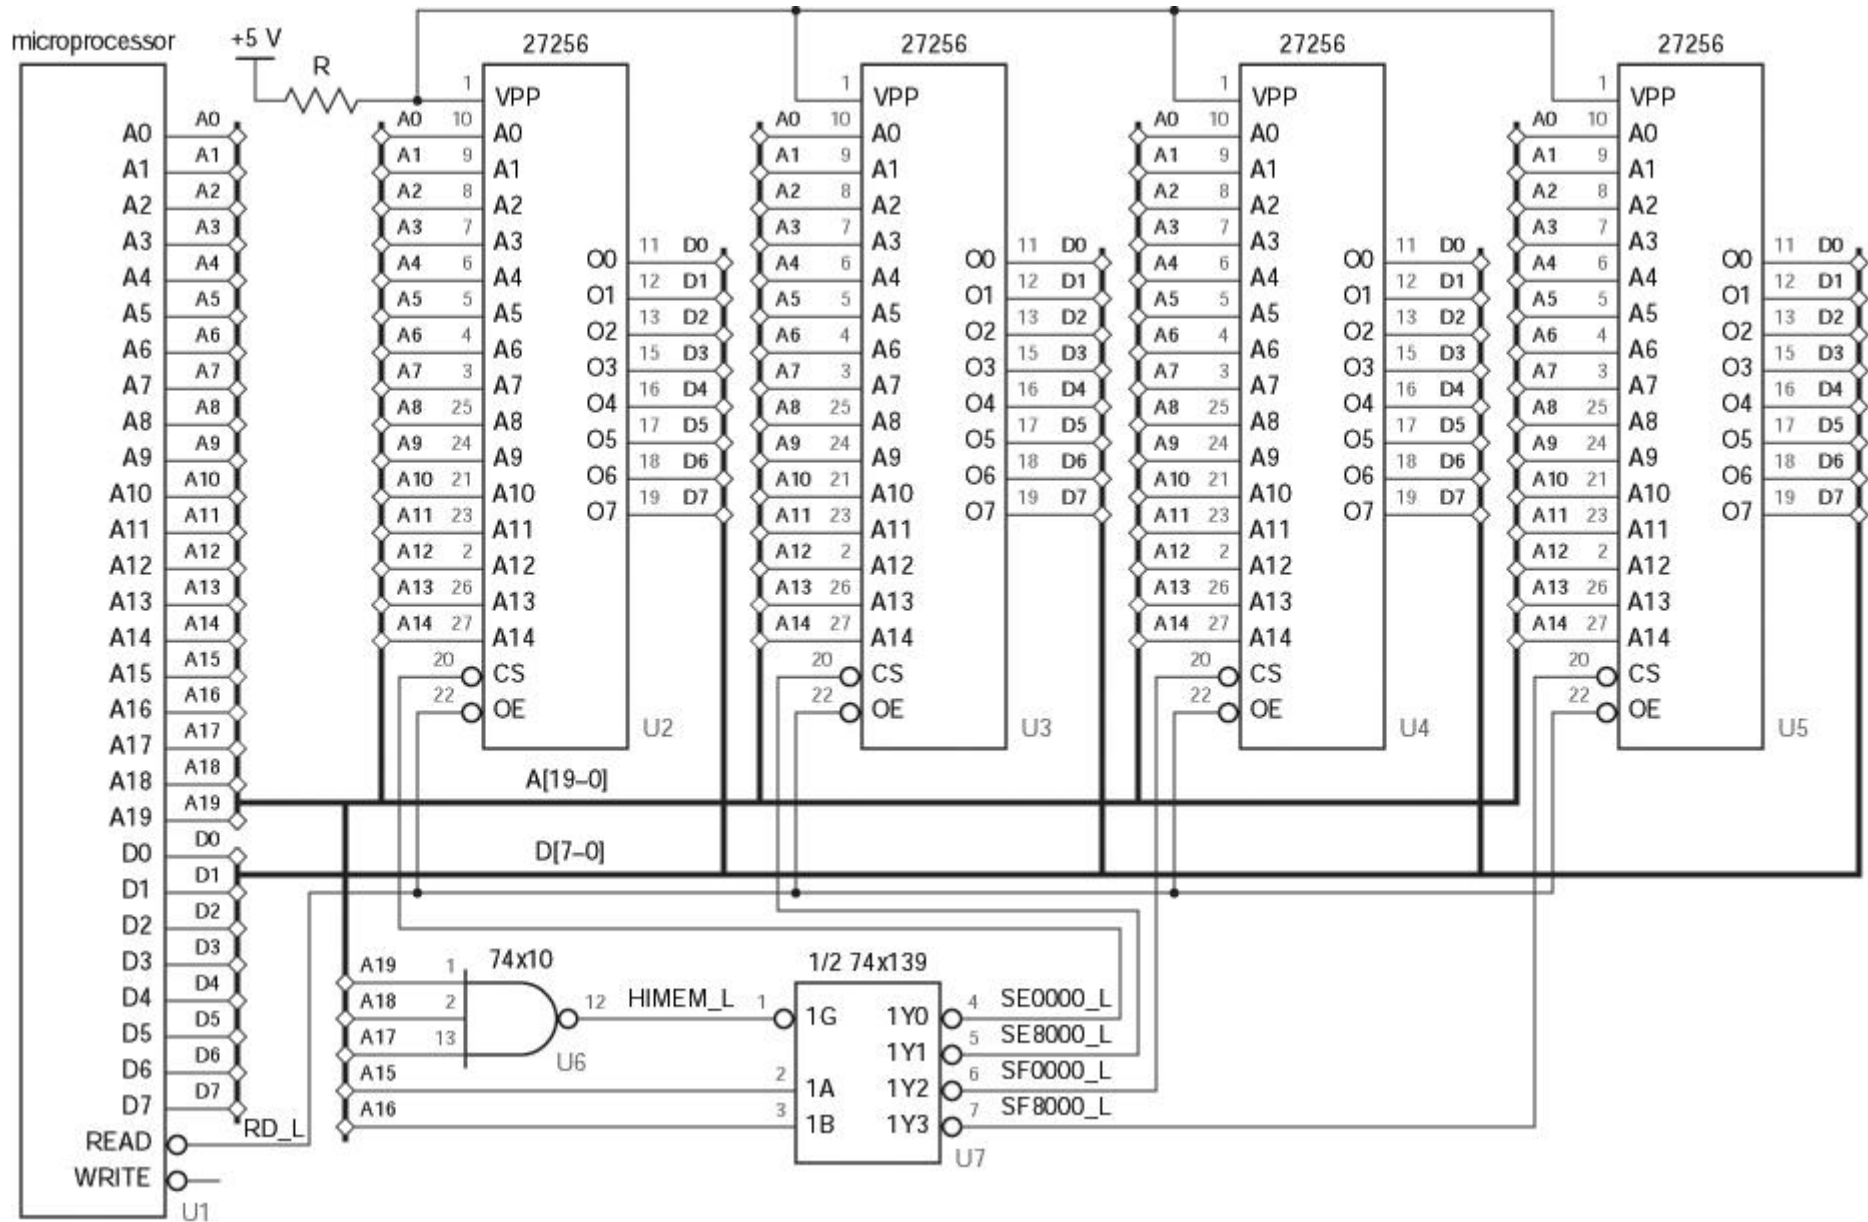 microprocessor
+5 V
R
27256
27256
27256
27256
1
VPP
1
VPP
1
VPP
1
VPP
A0 A0
A0 10 A0
A0 10 A0
A0 10 A0
A0 10 A0
A1 A1
A1 9 A1
A1 9 A1
A1 9 A1
A1 9 A1
A2 A2
A2 8 A2
A2 8 A2
A2 8 A2
A2 8 A2
A3 A3
A3 7 A3
A3 7 A3
A3 7 A3
A3 7 A3
O0 11 D0
O0 11 D0
O0 11 D0
O0 11 D0
A4 A4
A4 6 A4
A4 6 A4
A4 6 A4
A4 6 A4
O1 12 D1
O1 12 D1
O1 12 D1
O1 12 D1
A5 A5
A5 5 A5
A5 5 A5
A5 5 A5
A5 5 A5
O2 13 D2
O2 13 D2
O2 13 D2
O2 13 D2
A6 A6
A6 4 A6
A6 4 A6
A6 4 A6
A6 4 A6
O3 15 D3
O3 15 D3
O3 15 D3
O3 15 D3
A7 A7
A7 3 A7
A7 3 A7
A7 3 A7
A7 3 A7
O4 16 D4
O4 16 D4
O4 16 D4
O4 16 D4
A8 A8
A8 25 A8
A8 25 A8
A8 25 A8
A8 25 A8
O5 17 D5
O5 17 D5
O5 17 D5
O5 17 D5
A9 A9
A9 24 A9
A9 24 A9
A9 24 A9
A9 24 A9
O6 18 D6
O6 18 D6
O6 18 D6
O6 18 D6
A10 A10
A10 21 A10
A10 21 A10
A10 21 A10
A10 21 A10
O7 19 D7
O7 19 D7
O7 19 D7
O7 19 D7
A11 A11
A11 23 A11
A11 23 A11
A11 23 A11
A11 23 A11
A12 A12
A12 2 A12
A12 2 A12
A12 2 A12
A12 2 A12
A13 A13
A13 26 A13
A13 26 A13
A13 26 A13
A13 26 A13
A14 A14
A14 27 A14
A14 27 A14
A14 27 A14
A14 27 A14
A15 A15
20 CS
20 CS
20 CS
20 CS
A16 A16
22 OE
22 OE
22 OE
22 OE
U2
U3
U4
U5
A17 A17
A18 A18
A[19–0]
A19 A19
D0 D0
D[7–0]
D1 D1
D2 D2
D3 D3
D4 D4
D5 D5
D6 D6
D7 D7
READ
RD_L
WRITE
U1
74x10
A19 1
A18 2
A17 13
12 HIMEM_L 1
U6
A15 2
A16 3
1/2 74x139
1G
1A
1B
1Y0 4 SE0000_L
1Y1 5 SE8000_L
1Y2 6 SF0000_L
1Y3 7 SF8000_L
U7